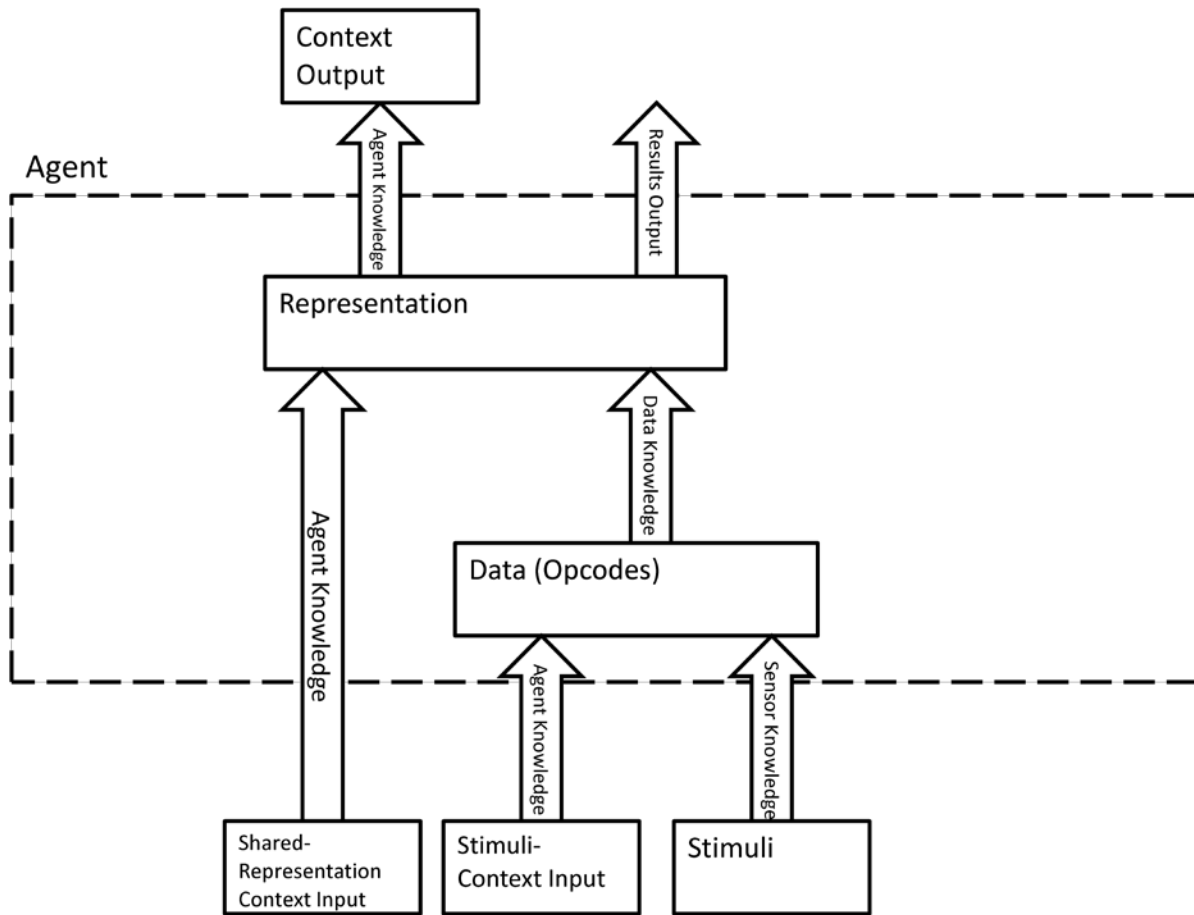 Context
Output
Agent Knowledge
Results Output
Agent
Representation
Agent Knowledge
Data Knowledge
Data (Opcodes)
Agent Knowledge
Sensor Knowledge
Shared-
Representation
Context Input
Stimuli-
Context Input
Stimuli